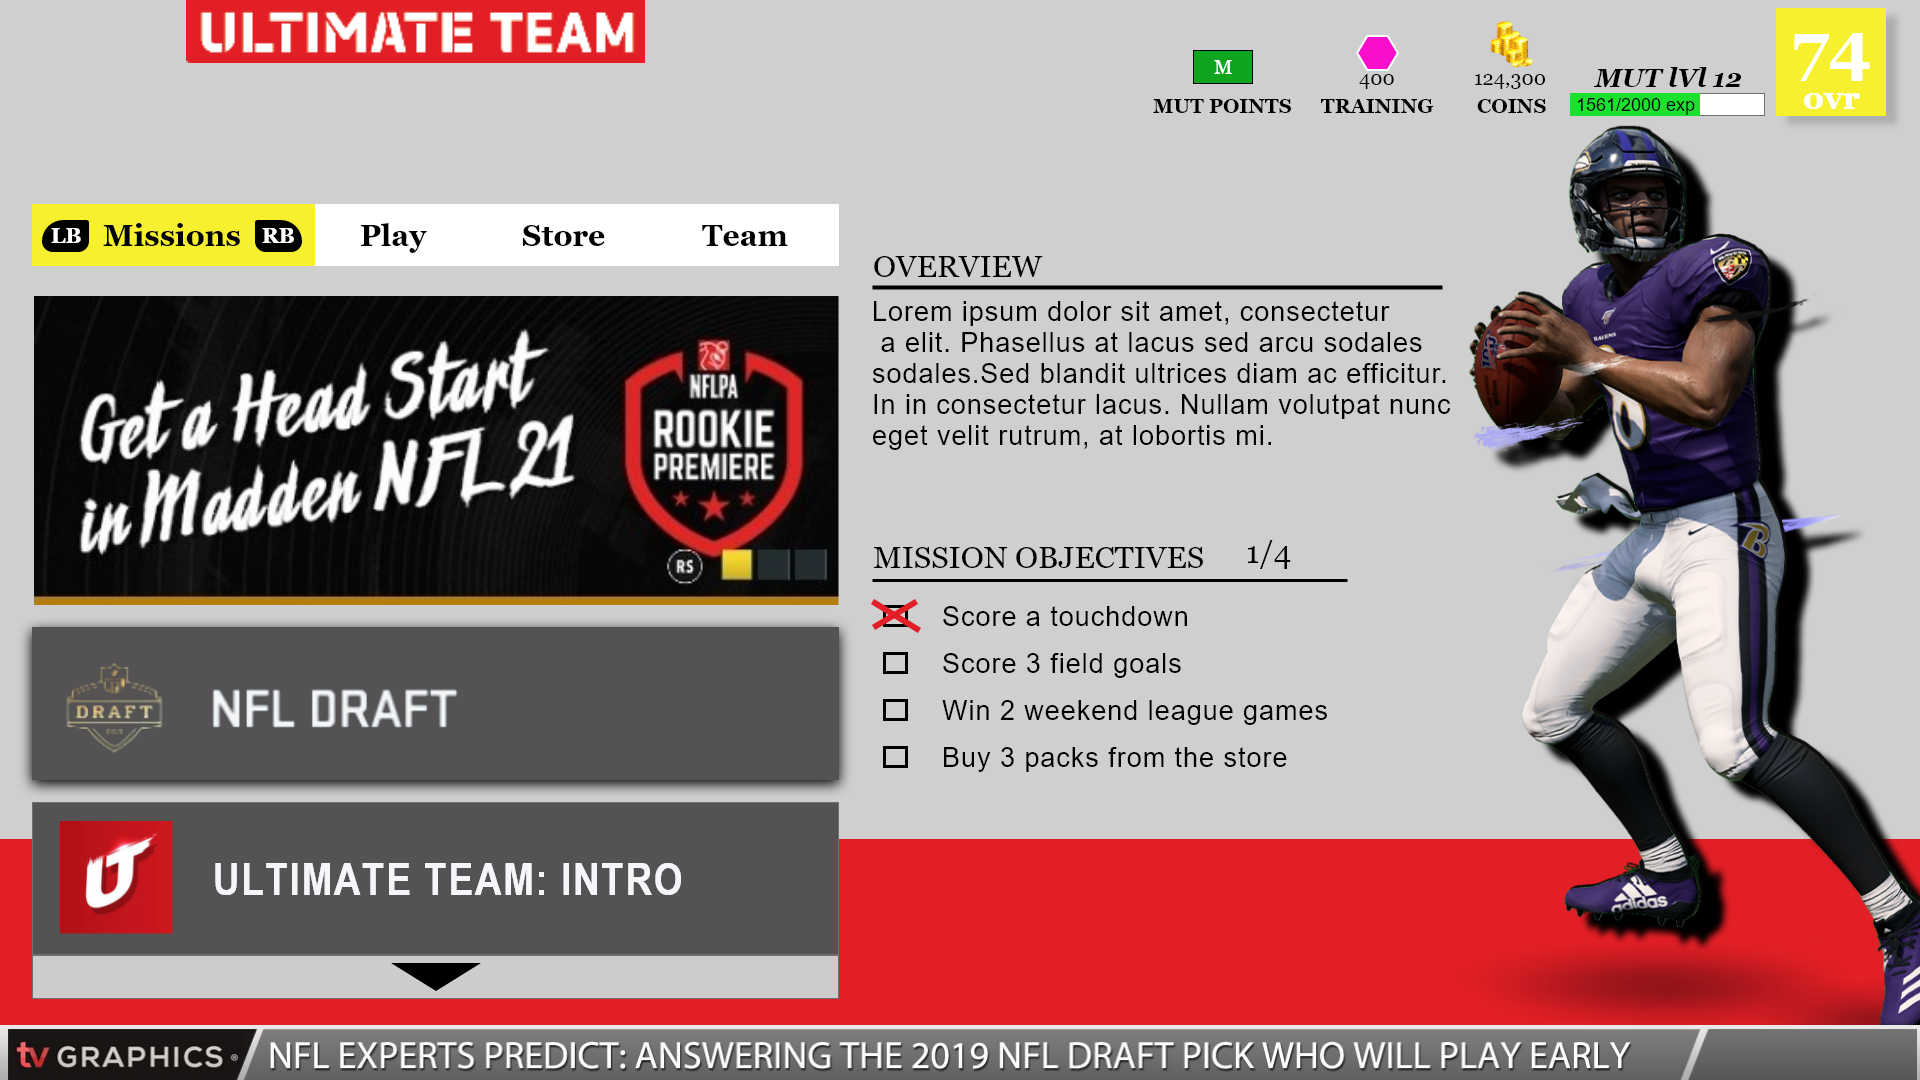 ULTIMATE TEAM
M
MUT POINTS
400
TRAINING
124,300
COINS
MUT lVl 12
1561/2000 exp
74
ovr
LB Missions RB
Play
Store
Team
Get a Head Start
in Madden NFL 21
NFLPA
ROOKIE
PREMIERE
RS
DRAFT
NFL DRAFT
ULTIMATE TEAM: INTRO
OVERVIEW
Lorem ipsum dolor sit amet, consectetur
a elit. Phasellus at lacus sed arcu sodales
sodales.Sed blandit ultrices diam ac efficitur.
In in consectetur lacus. Nullam volutpat nunc
eget velit rutrum, at lobortis mi.
MISSION OBJECTIVES 1/4
Score a touchdown
Score 3 field goals
Win 2 weekend league games
Buy 3 packs from the store
RAVENS
B
adidas
tv GRAPHICS
NFL EXPERTS PREDICT: ANSWERING THE 2019 NFL DRAFT PICK WHO WILL PLAY EARLY